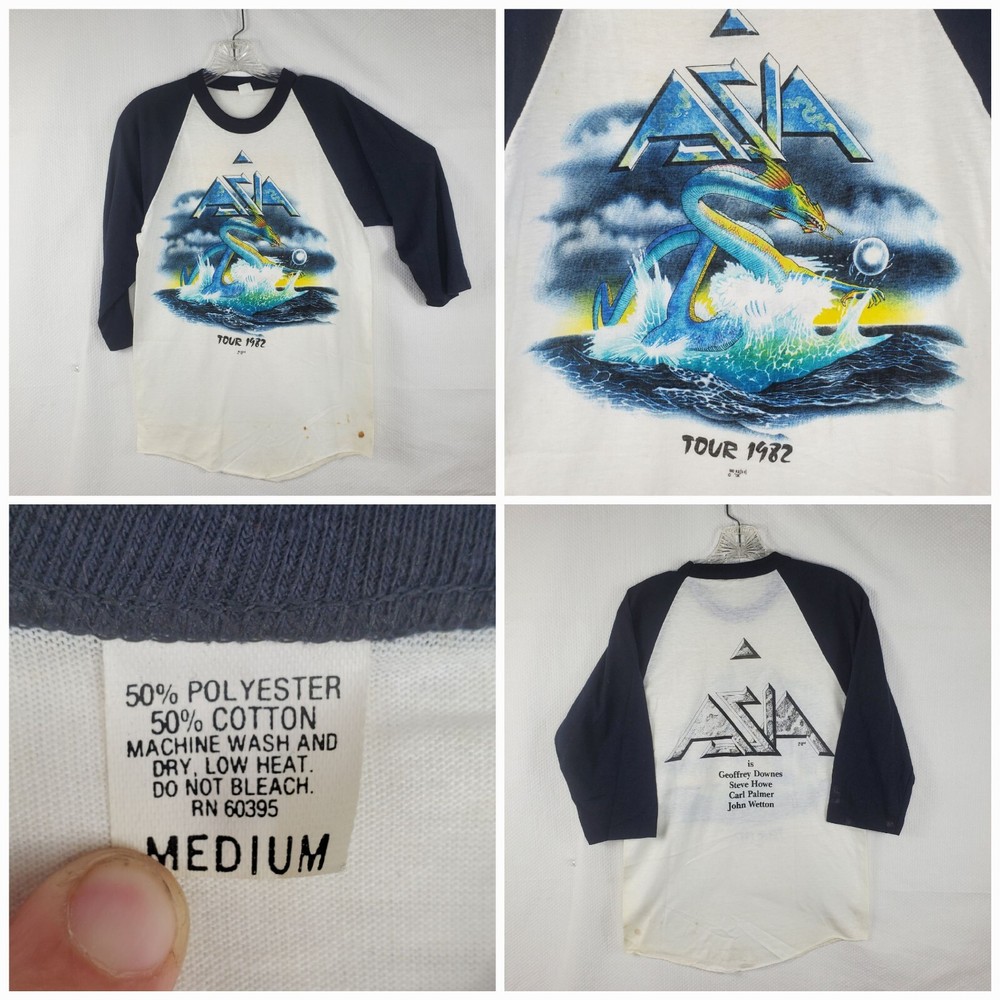 ASIA
TOUR 1982
ASIA
TOUR 1982
50% POLYESTER
50% COTTON
MACHINE WASH AND
DRY, LOW HEAT.
DO NOT BLEACH.
RN 60395
MEDIUM
ASIA
is
Geoffrey Downes
Steve Howe
Carl Palmer
John Wetton